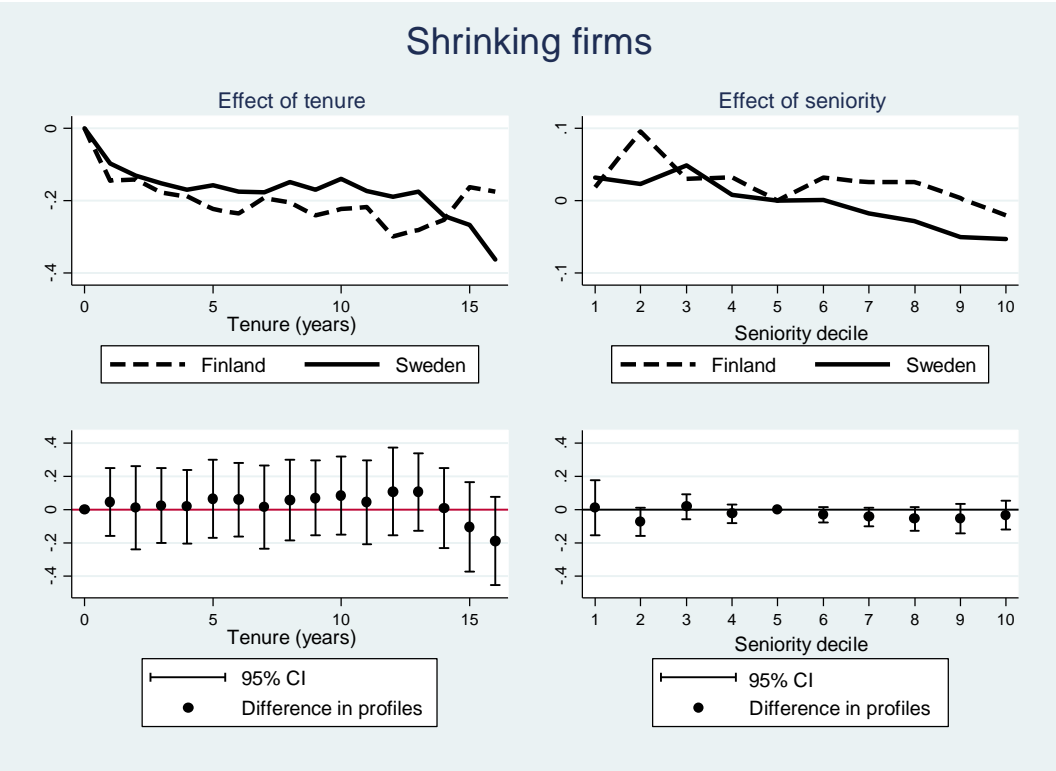 Shrinking firms
Effect of tenure
0
-.2
-.4
0 5 10 15
Tenure (years)
Finland Sweden
Effect of seniority
.1
0
-.1
1 2 3 4 5 6 7 8 9 10
Seniority decile
Finland Sweden
.4
.2
0
-.2
-.4
0 5 10 15
Tenure (years)
95% CI
Difference in profiles
.4
.2
0
-.2
-.4
1 2 3 4 5 6 7 8 9 10
Seniority decile
95% CI
Difference in profiles